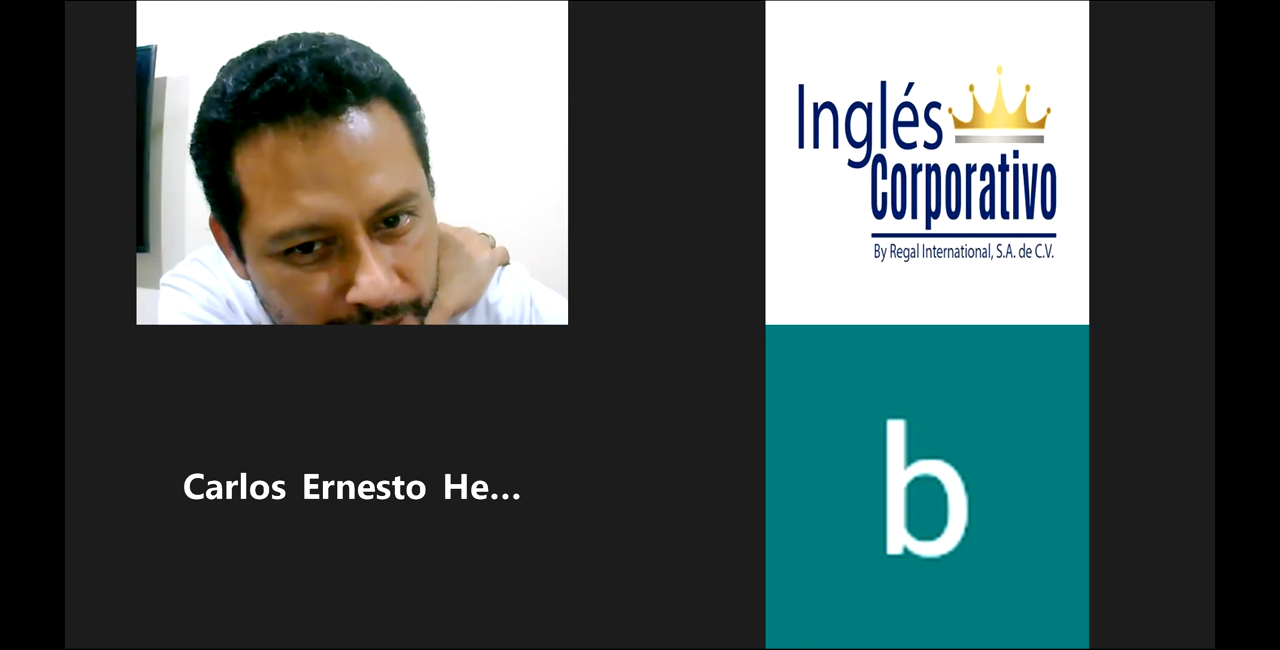 Inglés
Corporativo
By Regal International, S.A. de C.V.
Carlos Ernesto He...
b